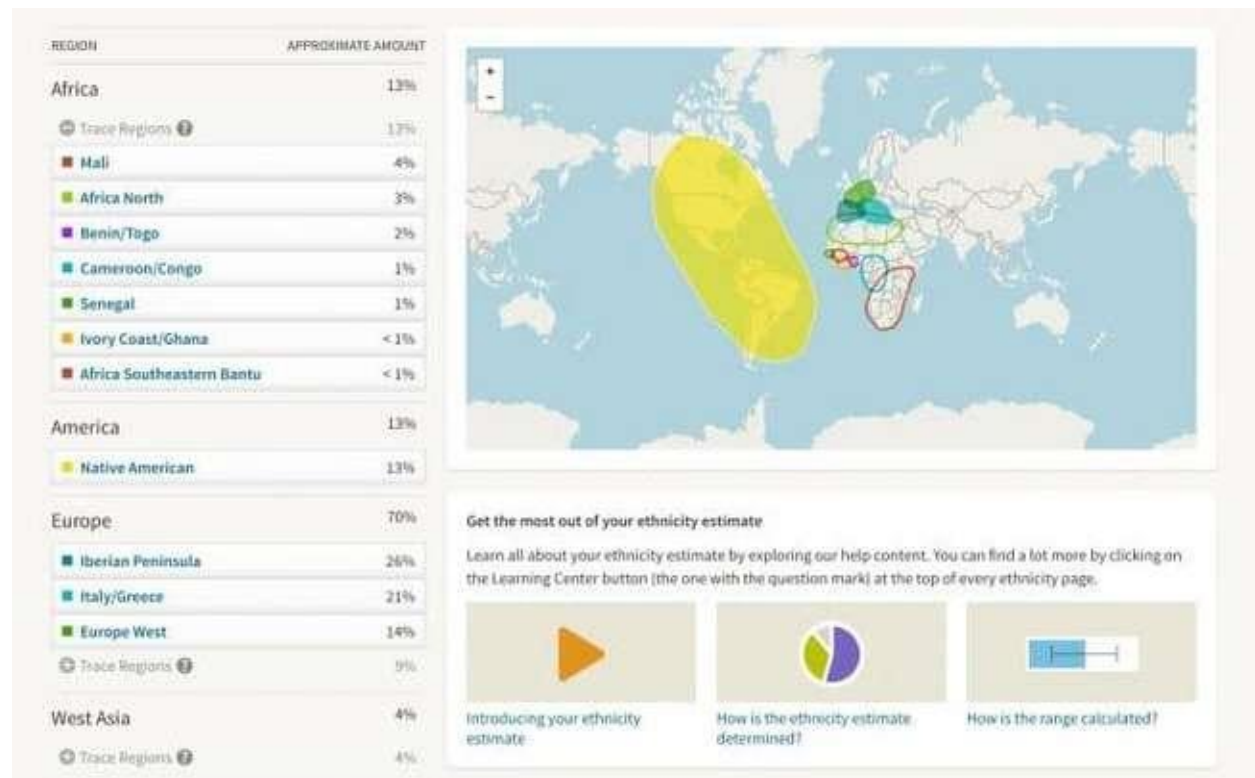 REGION APPROXIMATE AMOUNT
Africa 13%
Trace Regions ? 13%
Mali 4%
Africa North 3%
Benin/Togo 2%
Cameroon/Congo 1%
Senegal 1%
Ivory Coast/Ghana < 1%
Africa Southeastern Bantu < 1%
America 13%
Native American 13%
Europe 70%
Iberian Peninsula 26%
Italy/Greece 21%
Europe West 14%
Trace Regions ? 9%
West Asia 4%
Trace Regions ? 4%
+
-
Get the most out of your ethnicity estimate
Learn all about your ethnicity estimate by exploring our help content. You can find a lot more by clicking on
the Learning Center button (the one with the question mark) at the top of every ethnicity page.
Introducing your ethnicity
estimate
How is the ethnicity estimate
determined?
How is the range calculated?